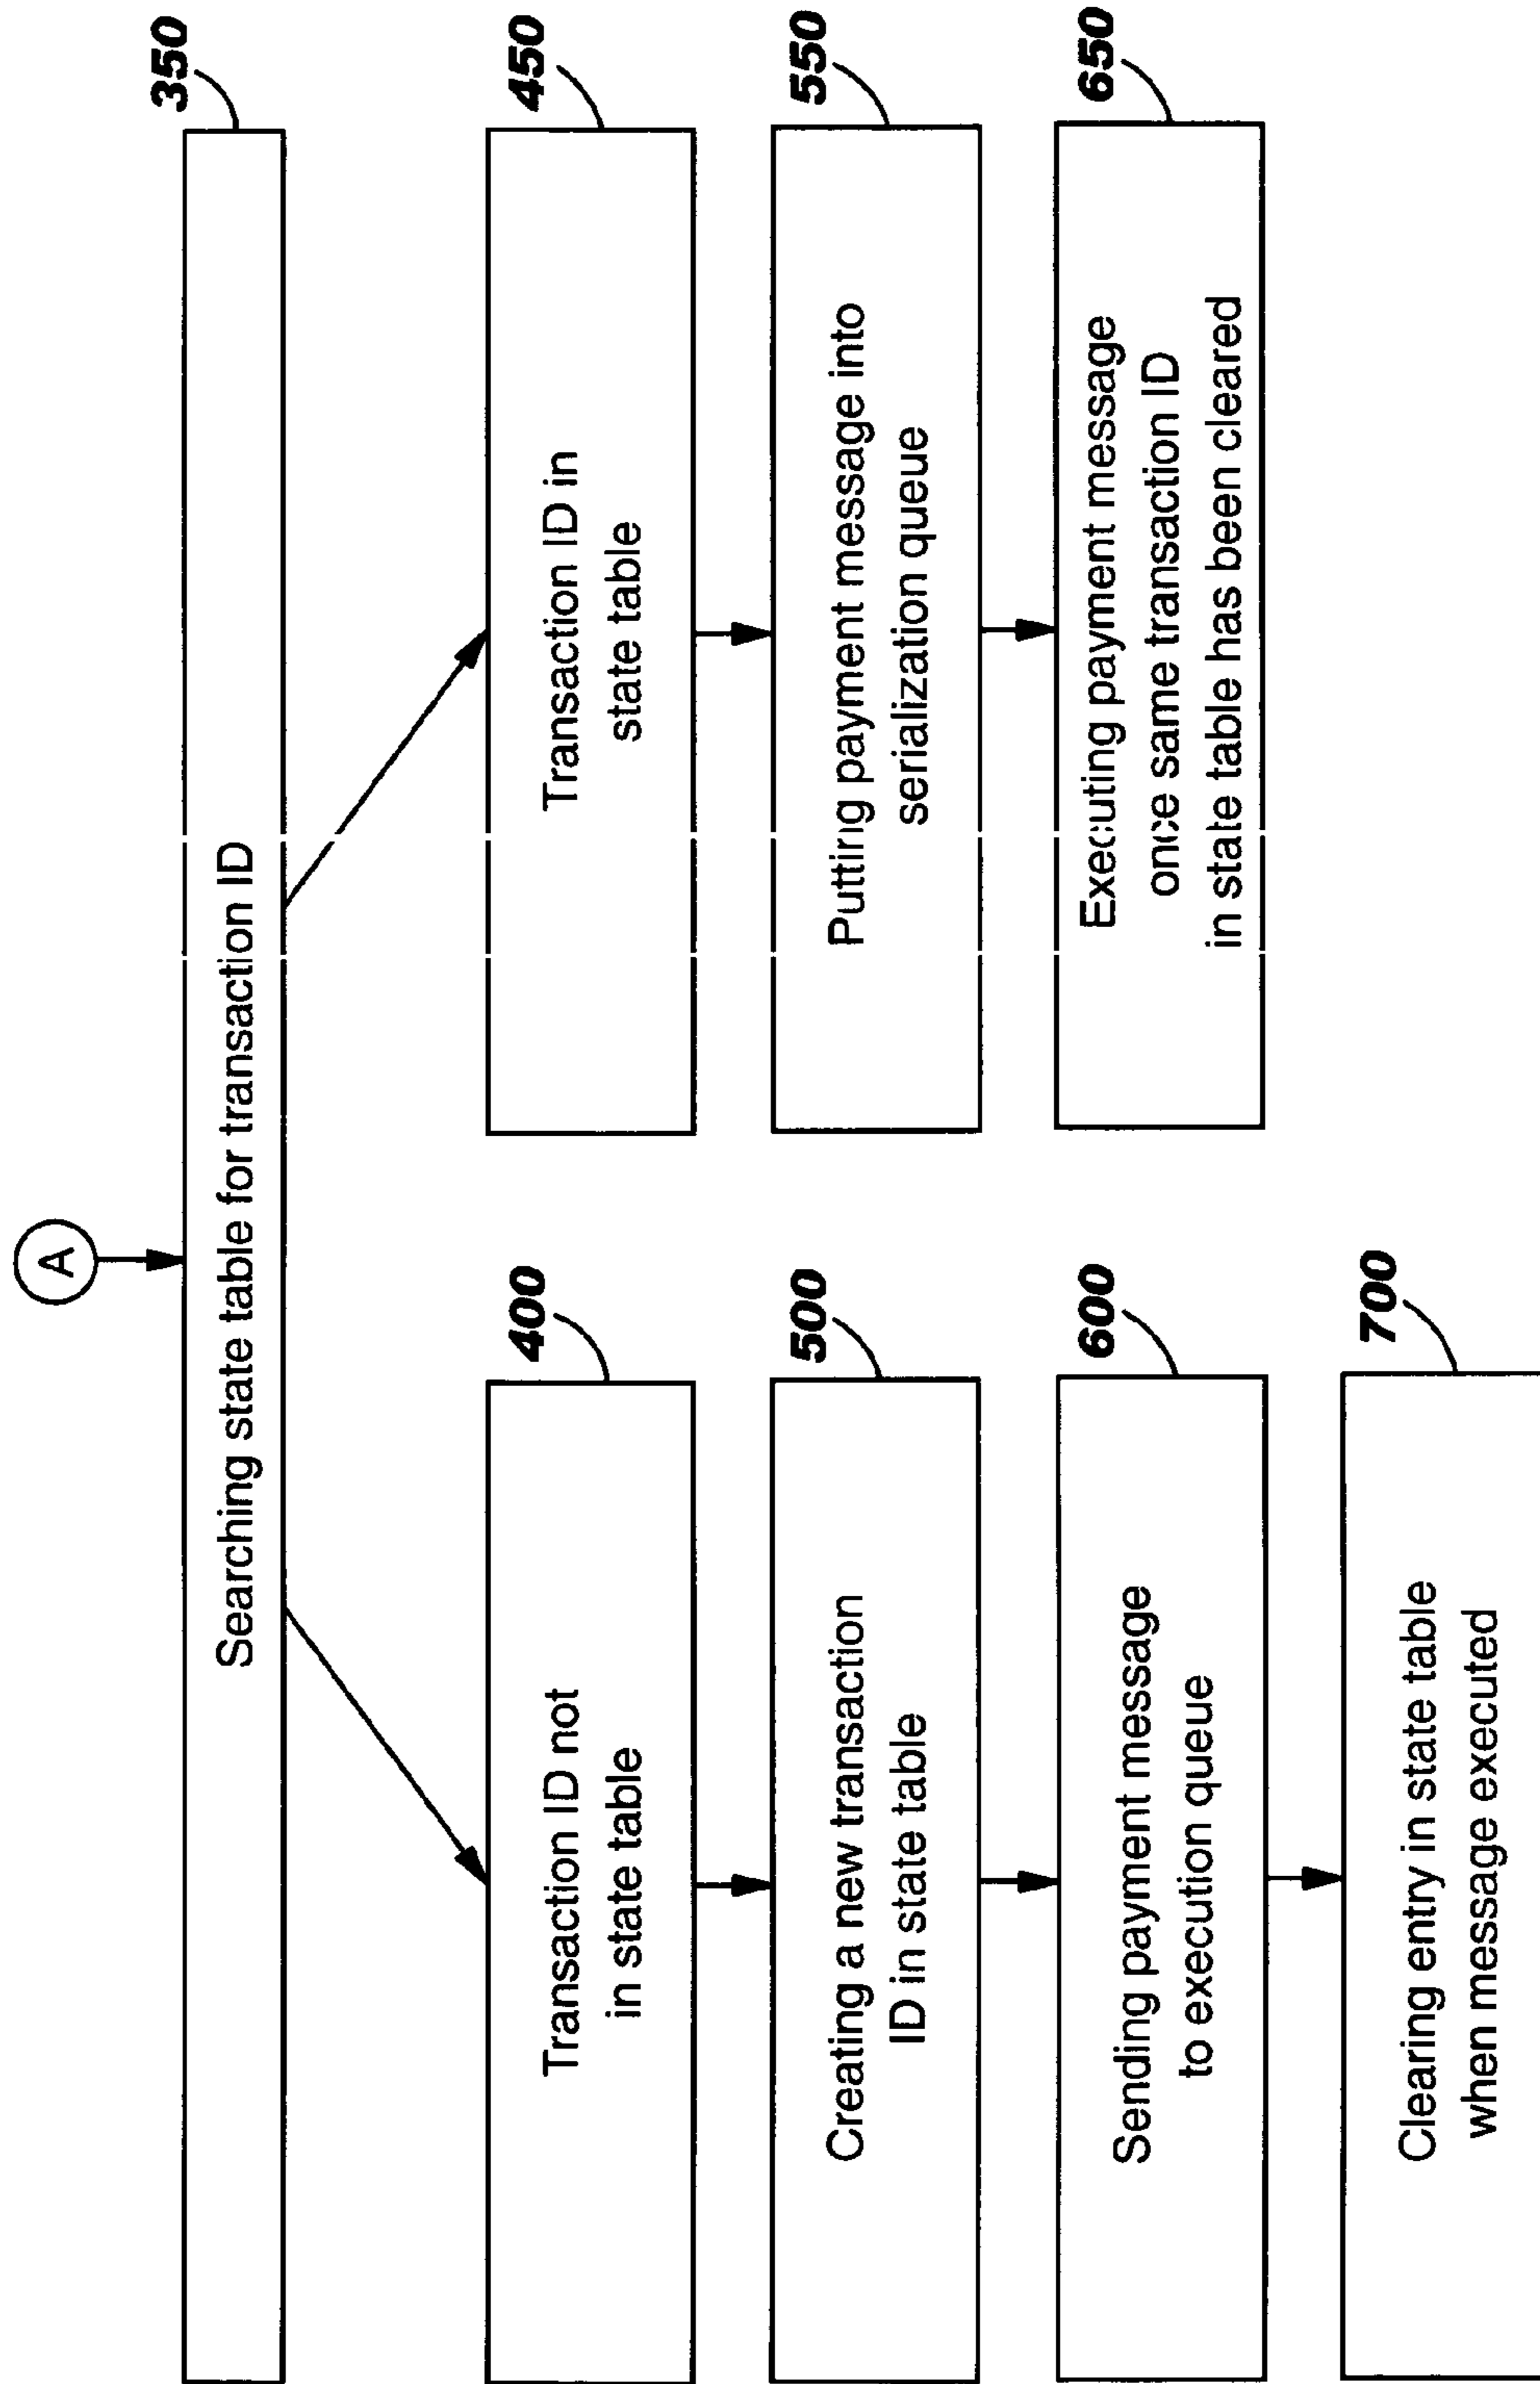 A
350
Searching state table for transaction ID
400
Transaction ID not
in state table
450
Transaction ID in
state table
500
Creating a new transaction
ID in state table
550
Putting payment message into
serialization queue
600
Sending payment message
to execution queue
650
Executing payment message
once same transaction ID
in state table has been cleared
700
Clearing entry in state table
when message executed